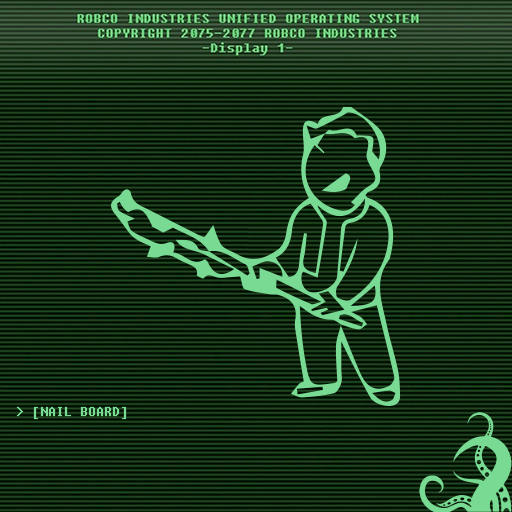 ROBCO INDUSTRIES UNIFIED OPERATING SYSTEM
COPYRIGHT 2075-2077 ROBCO INDUSTRIES
-Display 1-
> [NAIL BOARD]